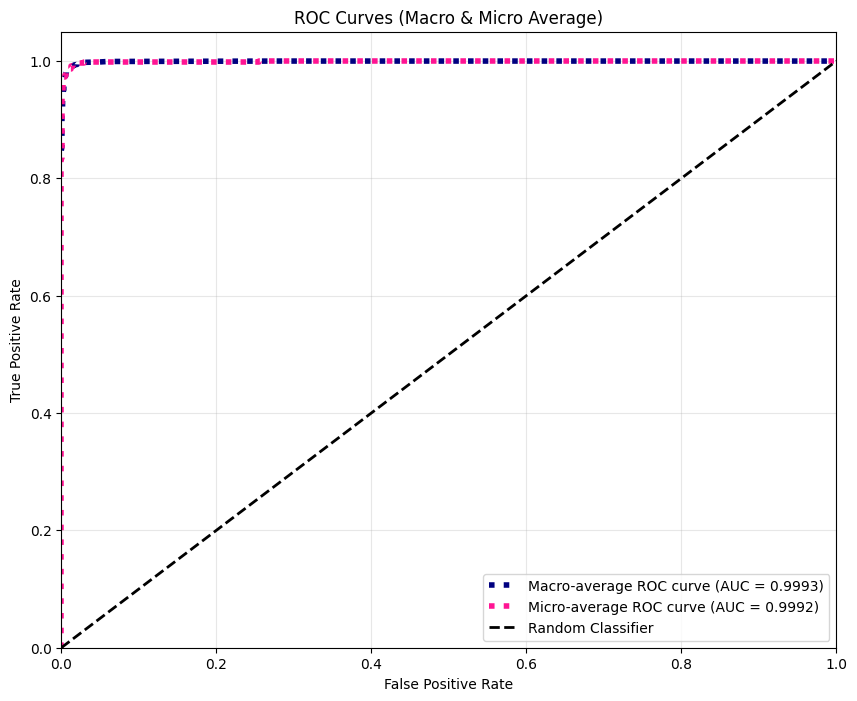 ROC Curves (Macro & Micro Average)
True Positive Rate
1.0
0.8
0.6
0.4
0.2
0.0
0.0 0.2 0.4 0.6 0.8 1.0
False Positive Rate
Macro-average ROC curve (AUC = 0.9993)
Micro-average ROC curve (AUC = 0.9992)
Random Classifier